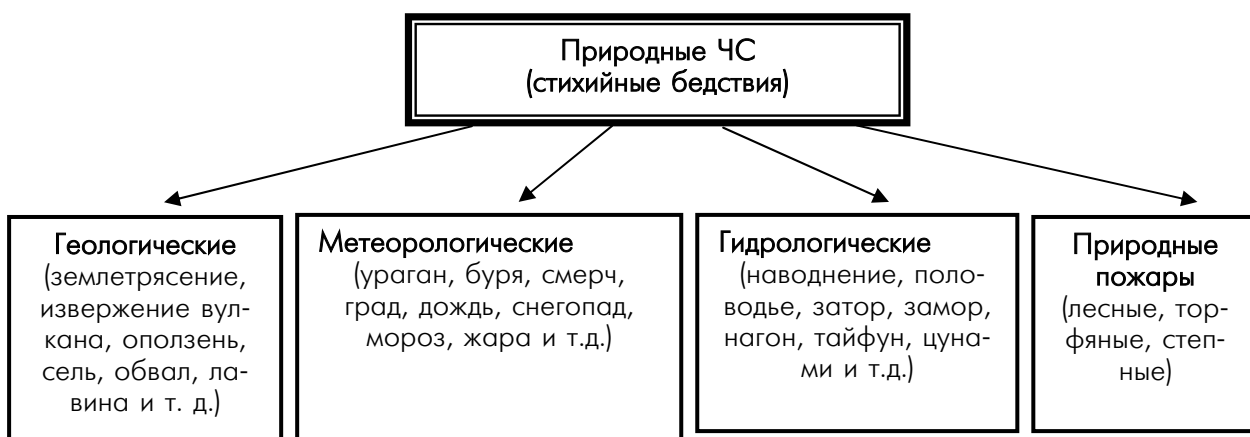 Природные ЧС
(стихийные бедствия)
Геологические
(землетрясение,
извержение вул-
кана, оползень,
сель, обвал, ла-
вина и т. д.)
Метеорологические
(ураган, буря, смерч,
град, дождь, снегопад,
мороз, жара и т.д.)
Гидрологические
(наводнение, поло-
водье, затор, замор,
нагон, тайфун, цуна-
ми и т.д.)
Природные
пожары
(лесные, тор-
фяные, степ-
ные)